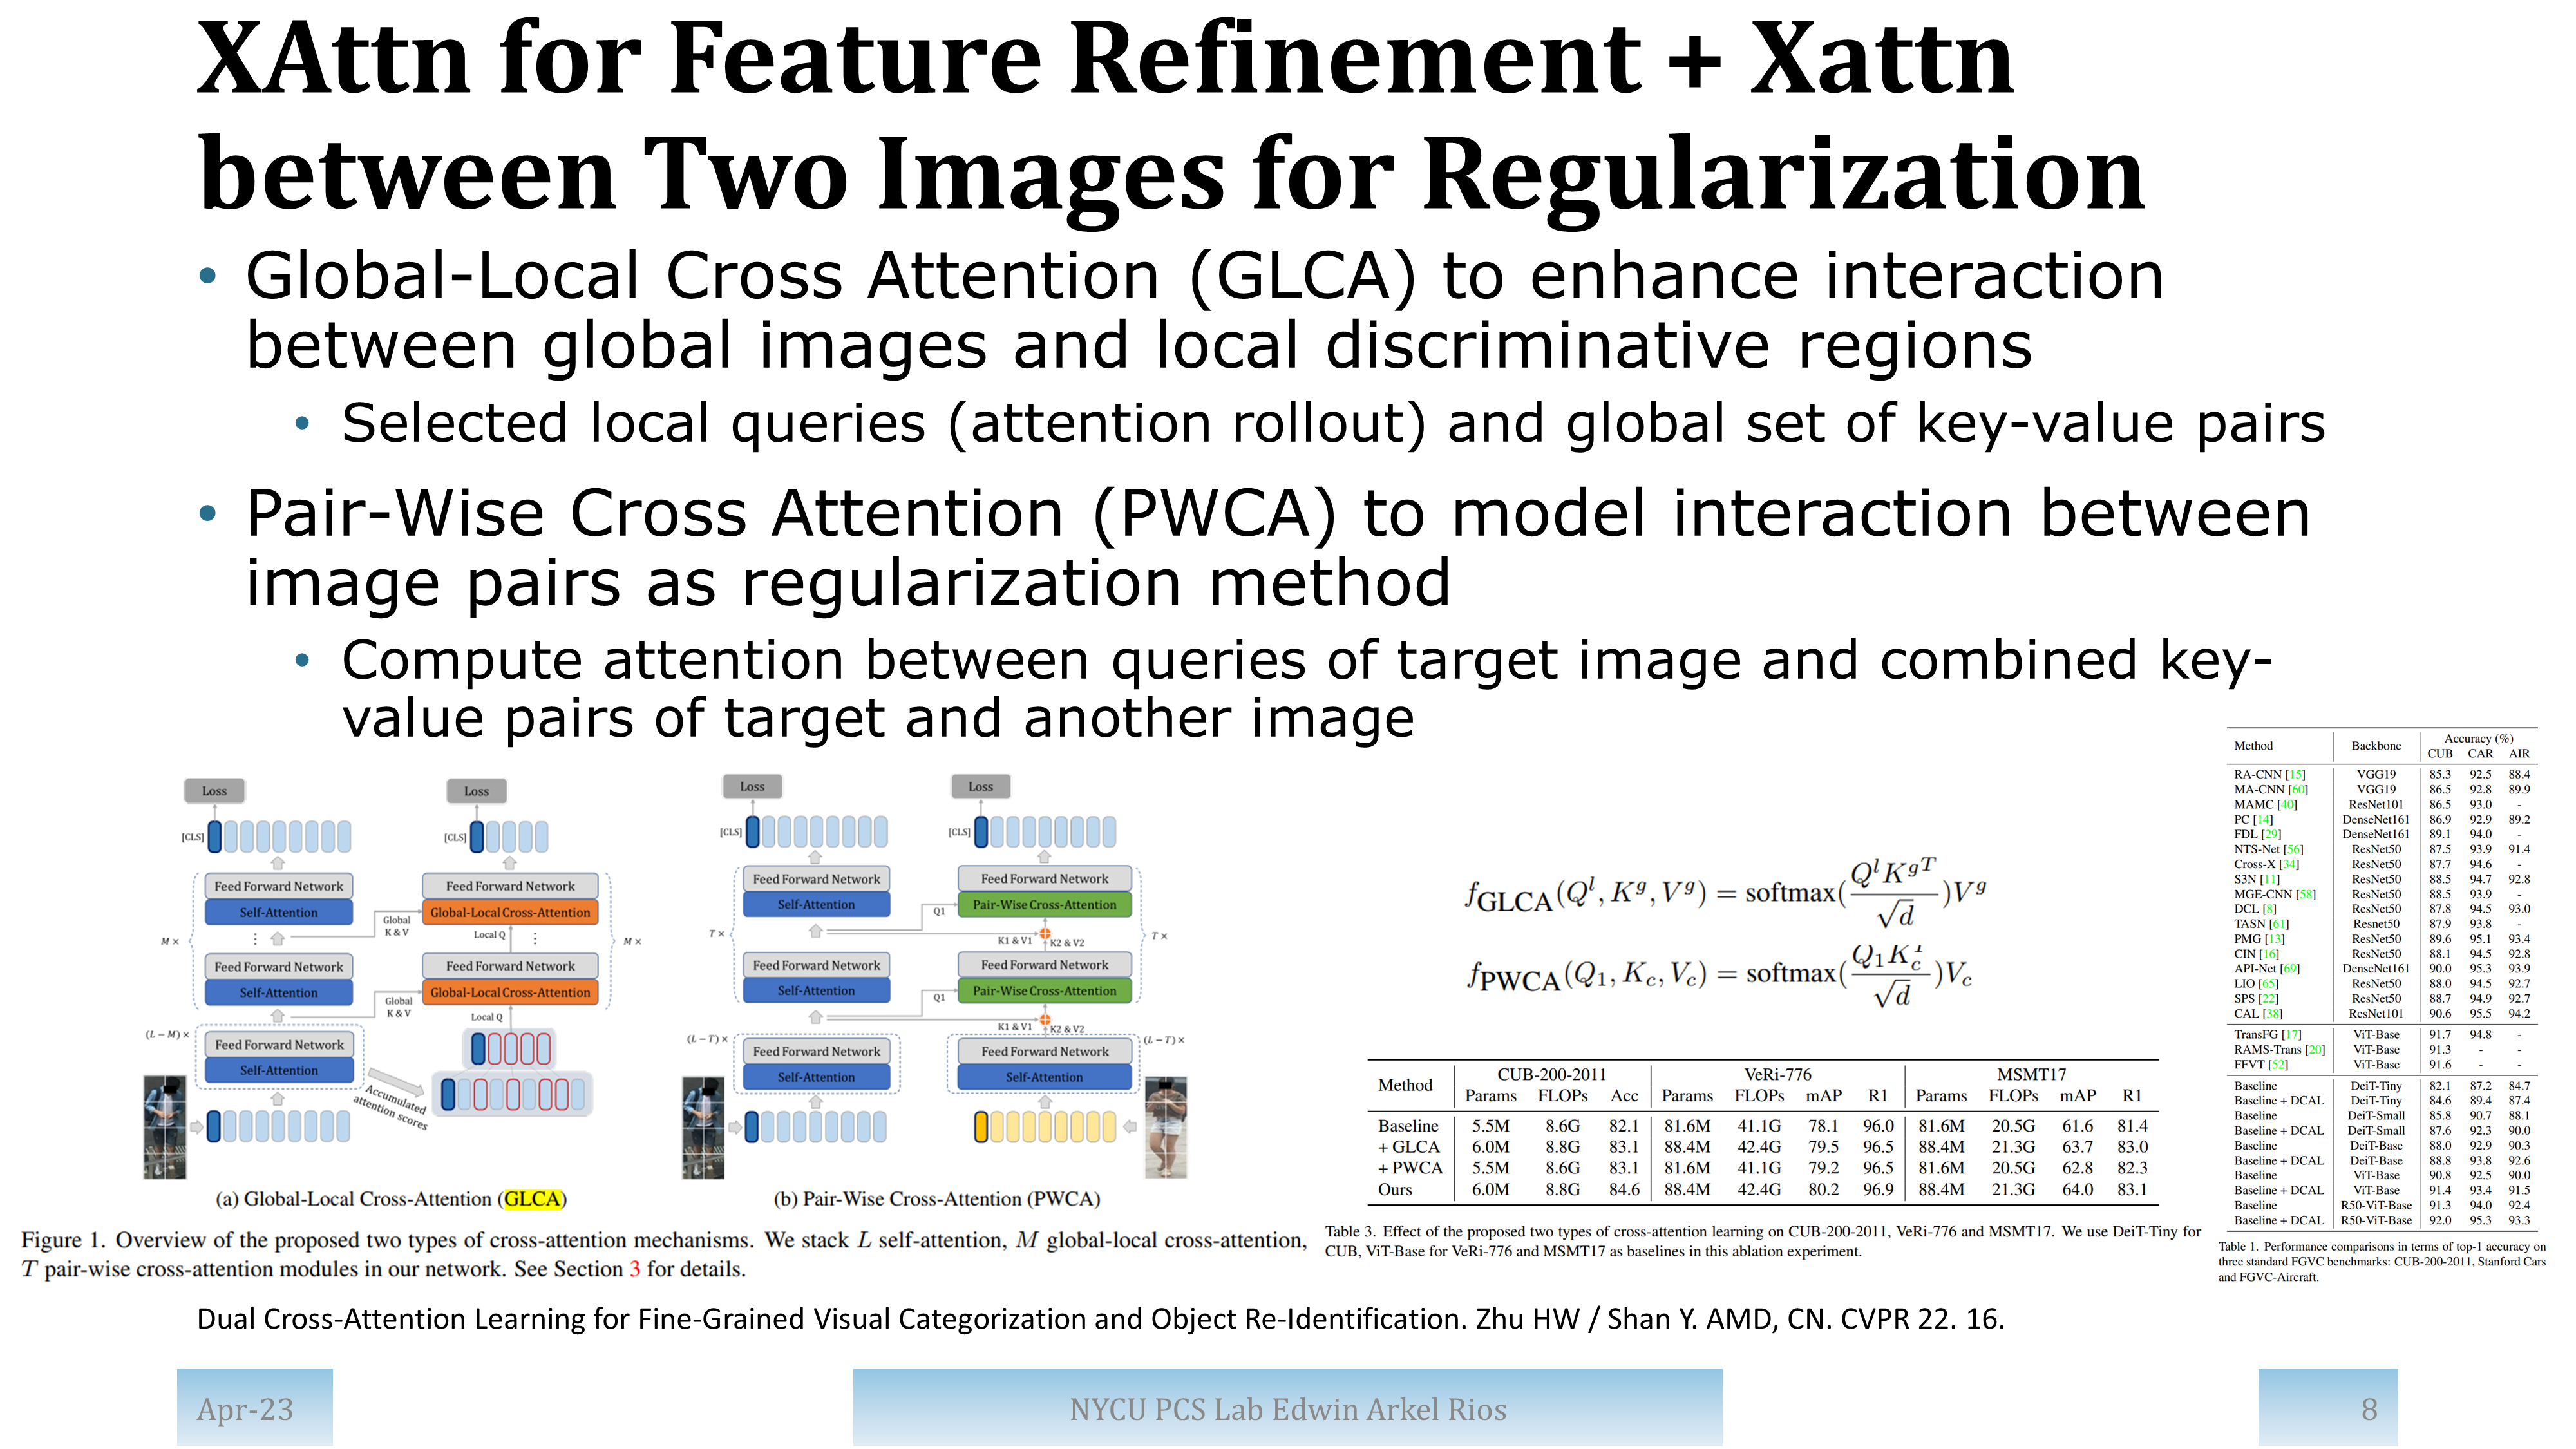 XAttn for Feature Refinement + Xattn
between Two Images for Regularization
• Global-Local Cross Attention (GLCA) to enhance interaction
between global images and local discriminative regions
• Selected local queries (attention rollout) and global set of key-value pairs
• Pair-Wise Cross Attention (PWCA) to model interaction between
image pairs as regularization method
• Compute attention between queries of target image and combined key-
value pairs of target and another image
Loss
Loss
[CLS]
[CLS]
Feed Forward Network
Feed Forward Network
Self-Attention
Global-Local Cross-Attention
Global
K & V
M ×
⋮
Local Q
⋮
M ×
Feed Forward Network
Feed Forward Network
Self-Attention
Global-Local Cross-Attention
Global
K & V
Local Q
(L − M) ×
Feed Forward Network
Self-Attention
Accumulated
attention scores
(a) Global-Local Cross-Attention (GLCA)
Loss
Loss
[CLS]
[CLS]
Feed Forward Network
Feed Forward Network
Self-Attention
Pair-Wise Cross-Attention
Q1
T ×
K1 & V1
K2 & V2
T ×
Feed Forward Network
Feed Forward Network
Self-Attention
Pair-Wise Cross-Attention
Q1
K1 & V1
K2 & V2
(L − T) ×
(L − T) ×
Feed Forward Network
Feed Forward Network
Self-Attention
Self-Attention
(b) Pair-Wise Cross-Attention (PWCA)
Figure 1. Overview of the proposed two types of cross-attention mechanisms. We stack L self-attention, M global-local cross-attention,
T pair-wise cross-attention modules in our network. See Section 3 for details.
f_GLCA(Q^l, K^g, V^g) = softmax(Q^l K^{gT} / √d)V^g
f_PWCA(Q_1, K_c, V_c) = softmax(Q_1 K_c^T / √d)V_c
Method CUB-200-2011 VeRi-776 MSMT17
Params FLOPs Acc Params FLOPs mAP R1 Params FLOPs mAP R1
Baseline 5.5M 8.6G 82.1 81.6M 41.1G 78.1 96.0 81.6M 20.5G 61.6 81.4
+ GLCA 6.0M 8.8G 83.1 88.4M 42.4G 79.5 96.5 88.4M 21.3G 63.7 83.0
+ PWCA 5.5M 8.6G 83.1 81.6M 41.1G 79.2 96.5 81.6M 20.5G 62.8 82.3
Ours 6.0M 8.8G 84.6 88.4M 42.4G 80.2 96.9 88.4M 21.3G 64.0 83.1
Table 3. Effect of the proposed two types of cross-attention learning on CUB-200-2011, VeRi-776 and MSMT17. We use DeiT-Tiny for
CUB, ViT-Base for VeRi-776 and MSMT17 as baselines in this ablation experiment.
Method Backbone Accuracy (%)
CUB CAR AIR
RA-CNN [15] VGG19 85.3 92.5 88.4
MA-CNN [60] VGG19 86.5 92.8 89.9
MAMC [40] ResNet101 86.5 93.0 -
PC [14] DenseNet161 86.9 92.9 89.2
FDL [29] DenseNet161 89.1 94.0 -
NTS-Net [56] ResNet50 87.5 93.9 91.4
Cross-X [34] ResNet50 87.7 94.6 -
S3N [11] ResNet50 88.5 94.7 92.8
MGE-CNN [58] ResNet50 88.5 93.9 -
DCL [8] ResNet50 87.8 94.5 93.0
TASN [61] Resnet50 87.9 93.8 -
PMG [13] ResNet50 89.6 95.1 93.4
CIN [16] ResNet50 88.1 94.5 92.8
API-Net [69] DenseNet161 90.0 95.3 93.9
LIO [65] ResNet50 88.0 94.5 92.7
SPS [22] ResNet50 88.7 94.9 92.7
CAL [38] ResNet101 90.6 95.5 94.2
TransFG [17] ViT-Base 91.7 94.8 -
RAMS-Trans [20] ViT-Base 91.3 - -
FFVT [52] ViT-Base 91.6 - -
Baseline DeiT-Tiny 82.1 87.2 84.7
Baseline + DCAL DeiT-Tiny 84.6 89.4 87.4
Baseline DeiT-Small 85.8 90.7 88.1
Baseline + DCAL DeiT-Small 87.6 92.3 90.0
Baseline DeiT-Base 88.0 92.9 90.3
Baseline + DCAL DeiT-Base 88.8 93.8 92.6
Baseline ViT-Base 90.8 92.5 90.0
Baseline + DCAL ViT-Base 91.4 93.4 91.5
Baseline R50-ViT-Base 91.3 94.0 92.4
Baseline + DCAL R50-ViT-Base 92.0 95.3 93.3
Table 1. Performance comparisons in terms of top-1 accuracy on
three standard FGVC benchmarks: CUB-200-2011, Stanford Cars
and FGVC-Aircraft.
Dual Cross-Attention Learning for Fine-Grained Visual Categorization and Object Re-Identification. Zhu HW / Shan Y. AMD, CN. CVPR 22. 16.
Apr-23
NYCU PCS Lab Edwin Arkel Rios
8